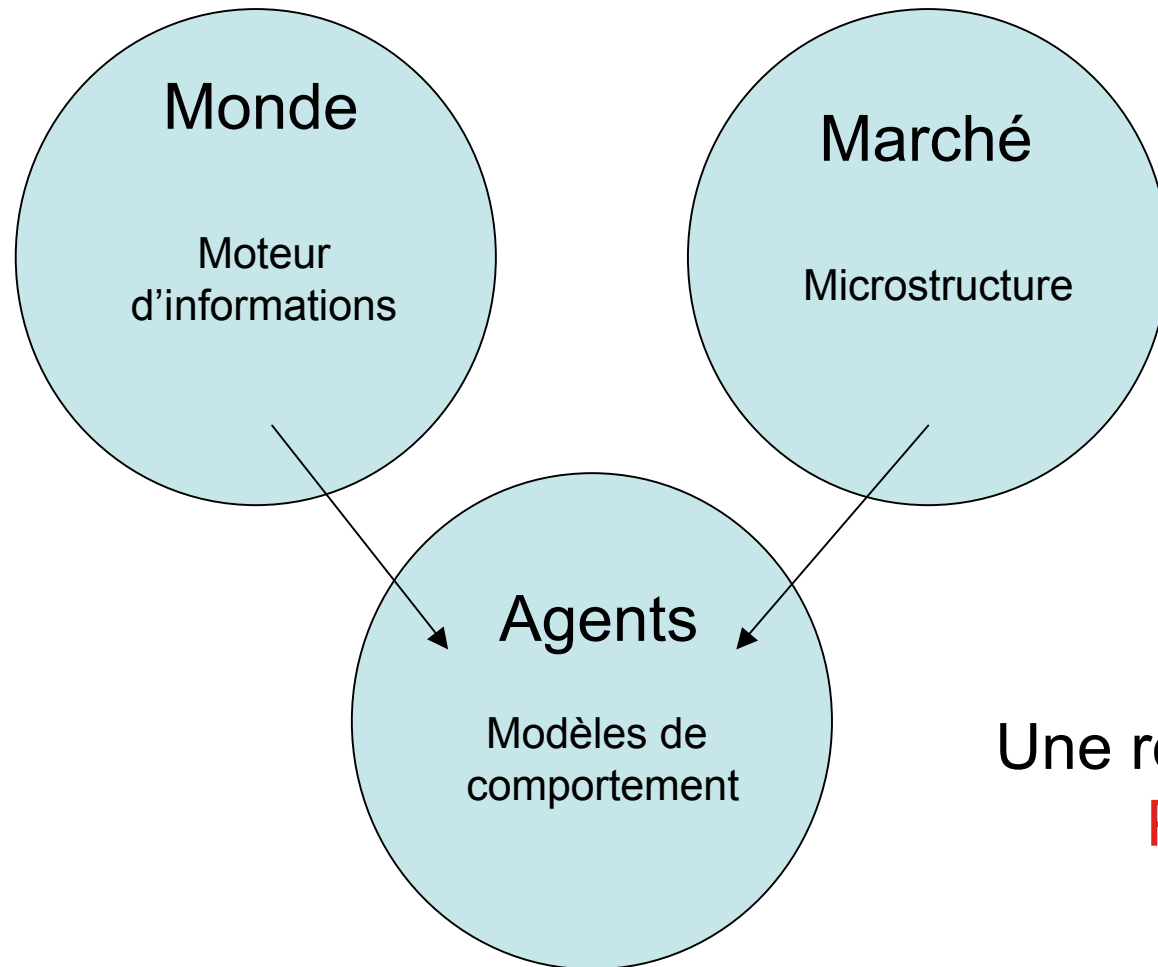 Monde
Moteur
d’informations
Marché
Microstructure
Agents
Modèles de
comportement
Une